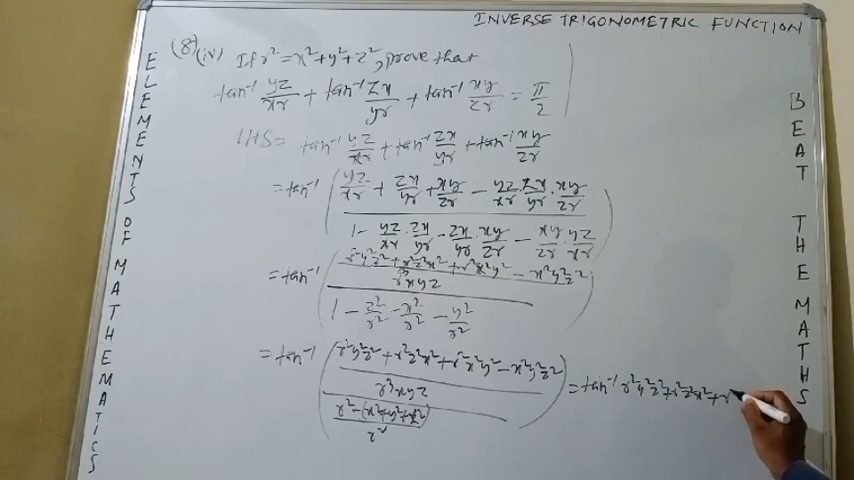 INVERSE TRIGONOMETRIC FUNCTION
ELEMENTS OF MATHEMATICS
BEAT THE MATHS
(8)(iv) If r² = x² + y² + z², prove that
tan⁻¹ yz/xr + tan⁻¹ zx/yr + tan⁻¹ xy/zr = π/2
LHS = tan⁻¹ yz/xr + tan⁻¹ zx/yr + tan⁻¹ xy/zr
= tan⁻¹ ( (yz/xr + zx/yr + xy/zr − yz/xr · zx/yr · xy/zr) / (1 − yz/xr · zx/yr − zx/yr · xy/zr − xy/zr · yz/xr) )
= tan⁻¹ ( ((r²y²z² + r²z²x² + r²x²y² − x²y²z²) / r³xyz) / (1 − z²/r² − x²/r² − y²/r²) )
= tan⁻¹ ( ((r²y²z² + r²z²x² + r²x²y² − x²y²z²) / r³xyz) / ((r² − (x² + y² + z²)) / r²) ) = tan⁻¹ r²y²z² + r²z²x² + r